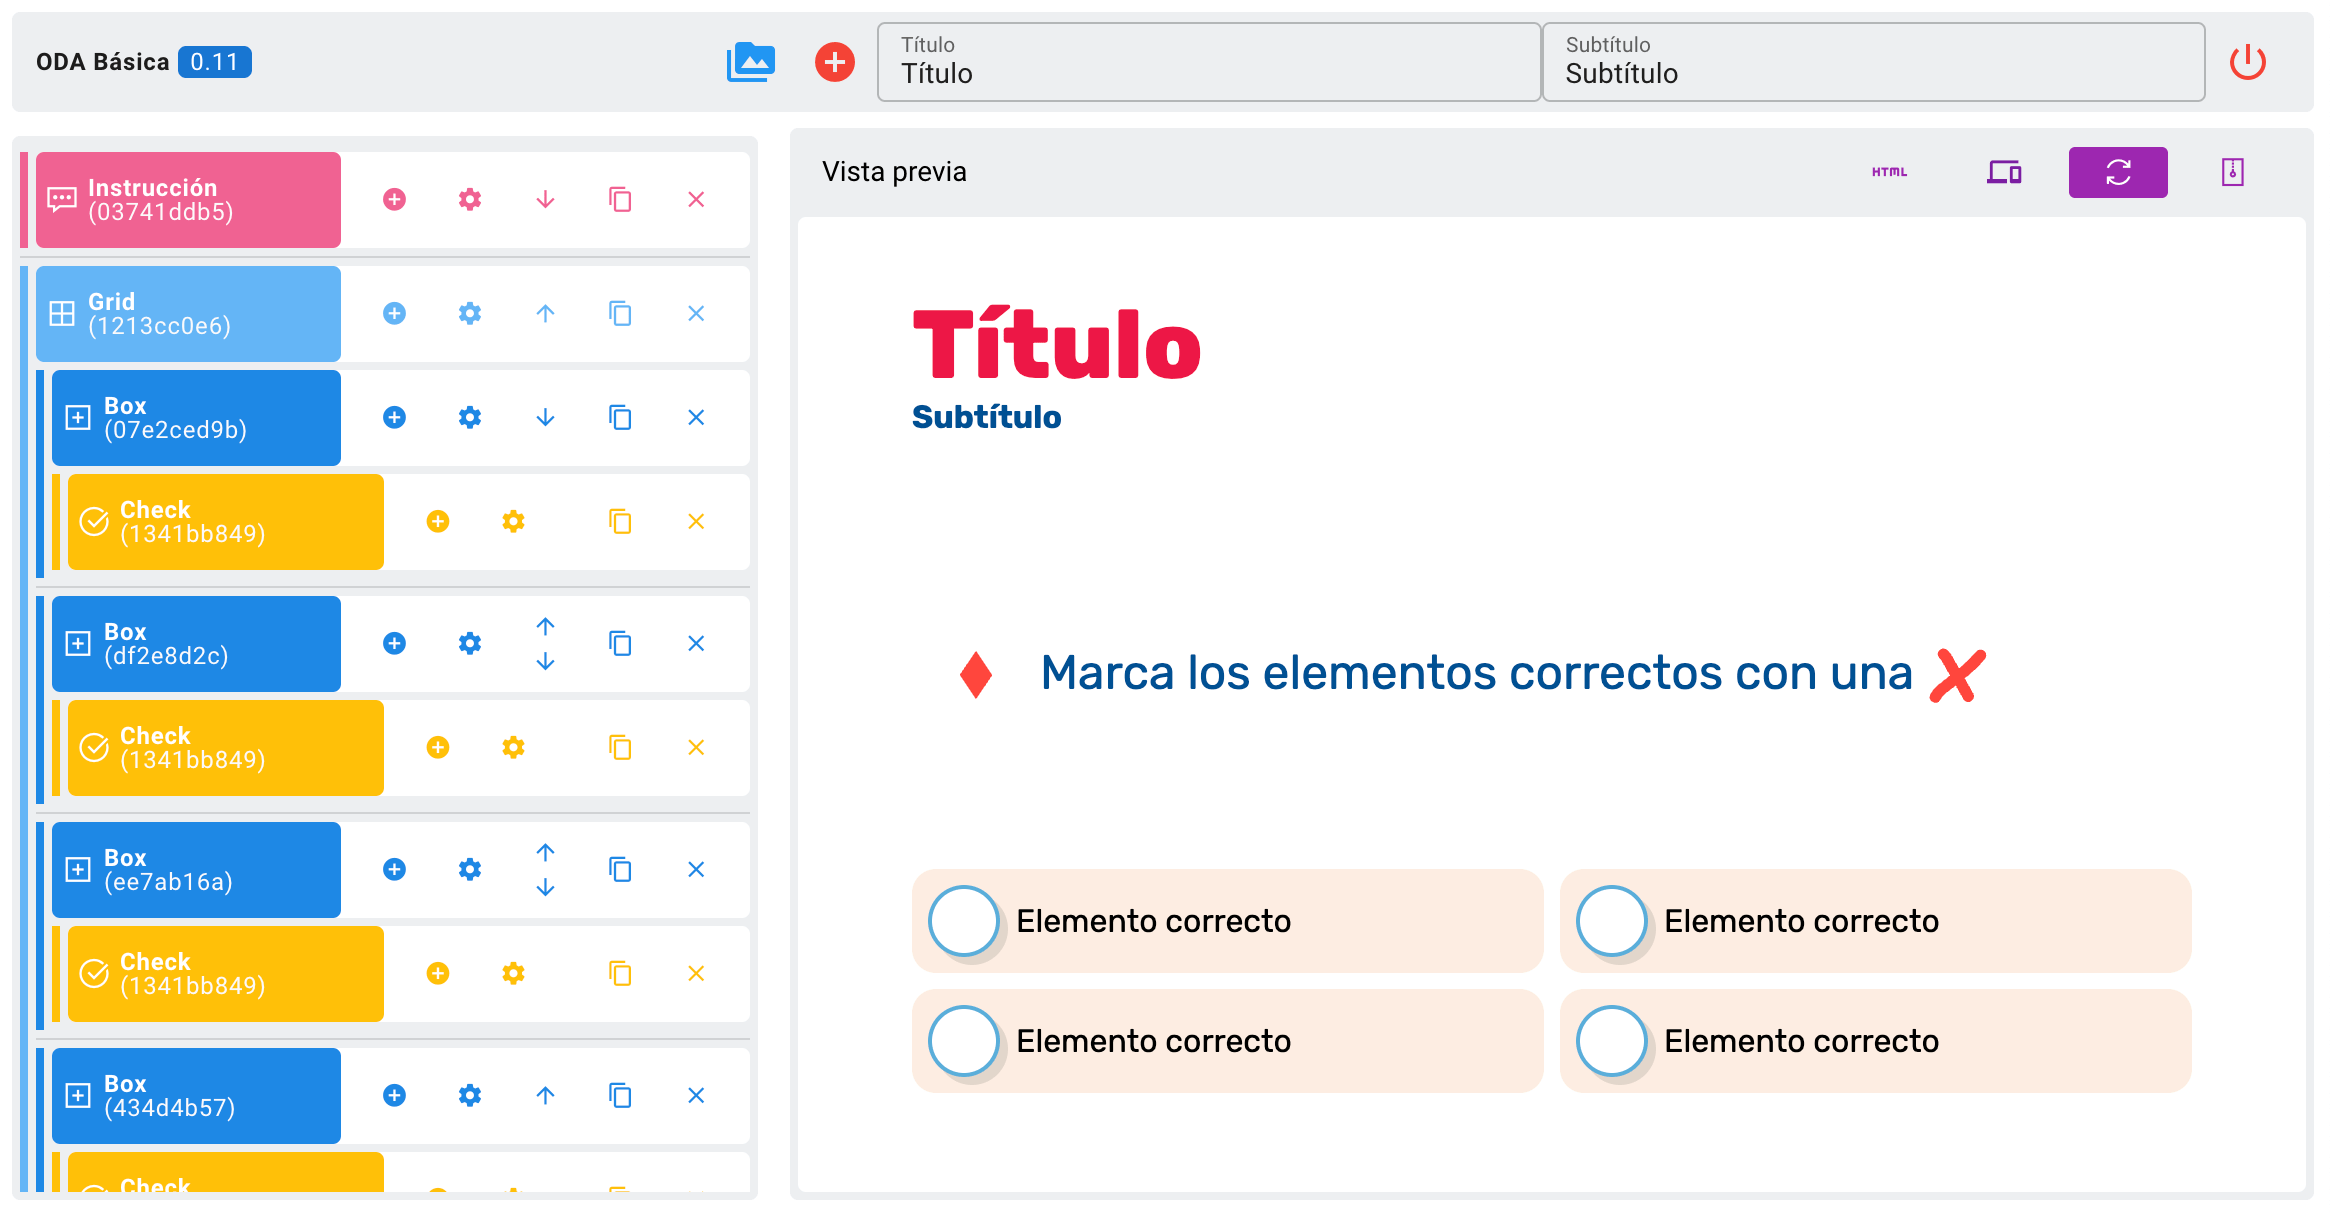 ODA Básica 0.11
Título
Título
Subtítulo
Subtítulo
Instrucción
(03741ddb5)
Grid
(1213cc0e6)
Box
(07e2ced9b)
Check
(1341bb849)
Box
(df2e8d2c)
Check
(1341bb849)
Box
(ee7ab16a)
Check
(1341bb849)
Box
(434d4b57)
Check
Vista previa
HTML
Título
Subtítulo
Marca los elementos correctos con una
Elemento correcto
Elemento correcto
Elemento correcto
Elemento correcto